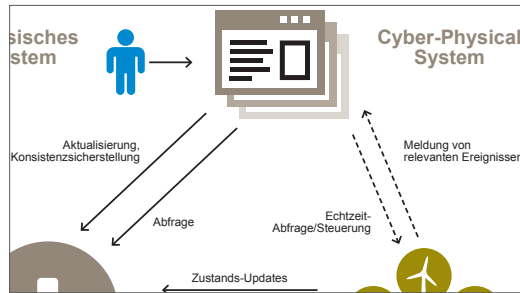 sisches
stem
Cyber-Physical
System
Aktualisierung,
Konsistenzsicherstellung
Meldung von
relevanten Ereignissen
Abfrage
Echtzeit-
Abfrage/Steuerung
Zustands-Updates